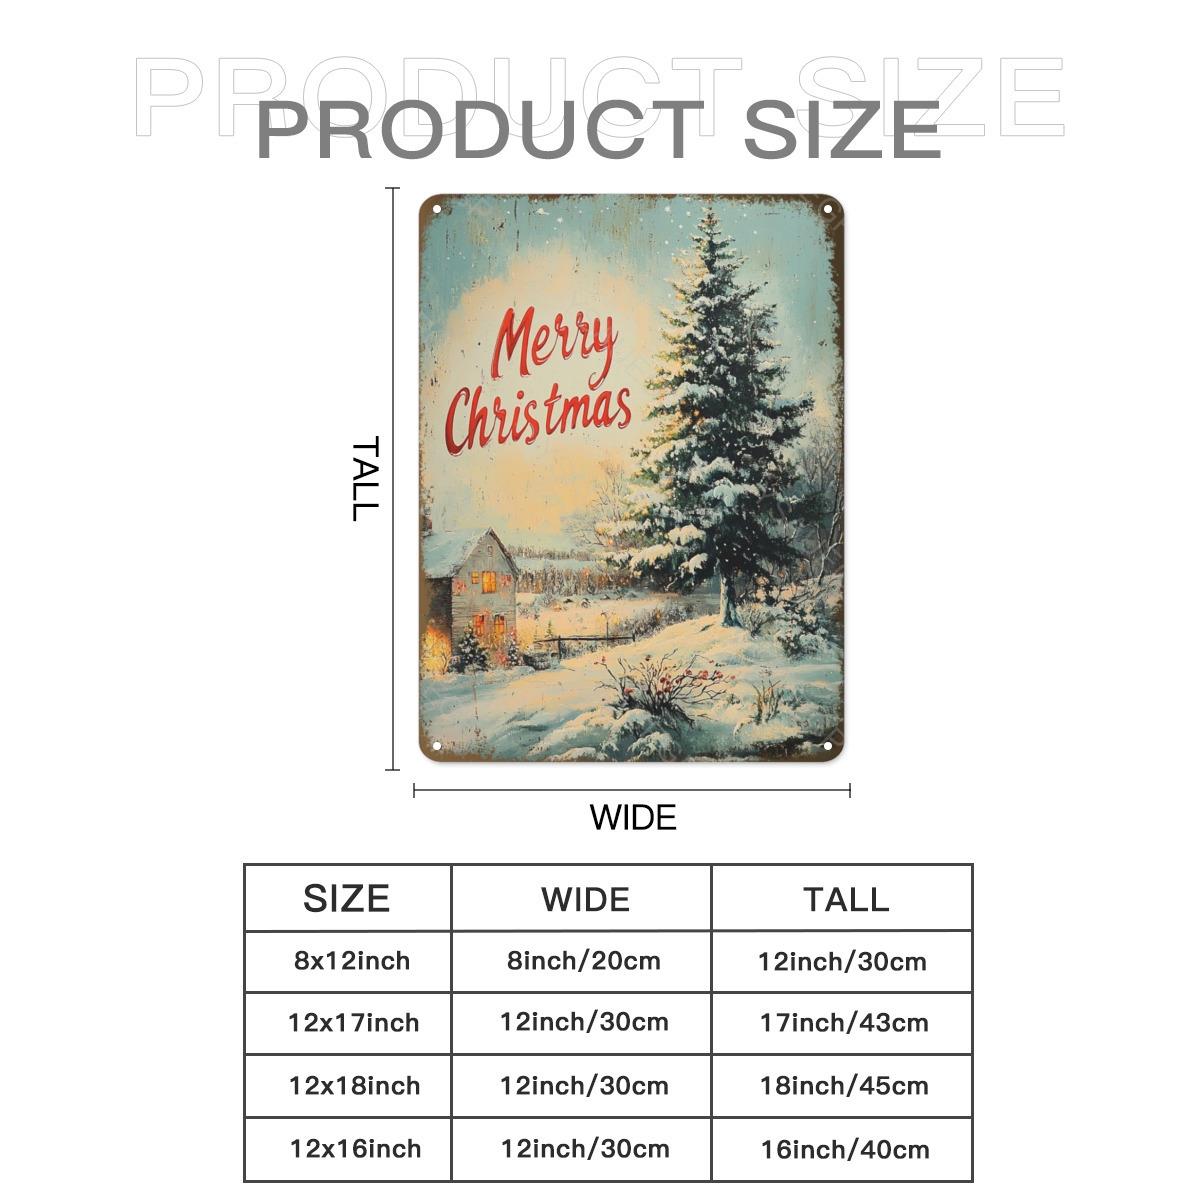 PRODUCT SIZE
PRODUCT SIZE
Merry
Christmas
TALL
WIDE
SIZE WIDE TALL
8x12inch 8inch/20cm 12inch/30cm
12x17inch 12inch/30cm 17inch/43cm
12x18inch 12inch/30cm 18inch/45cm
12x16inch 12inch/30cm 16inch/40cm